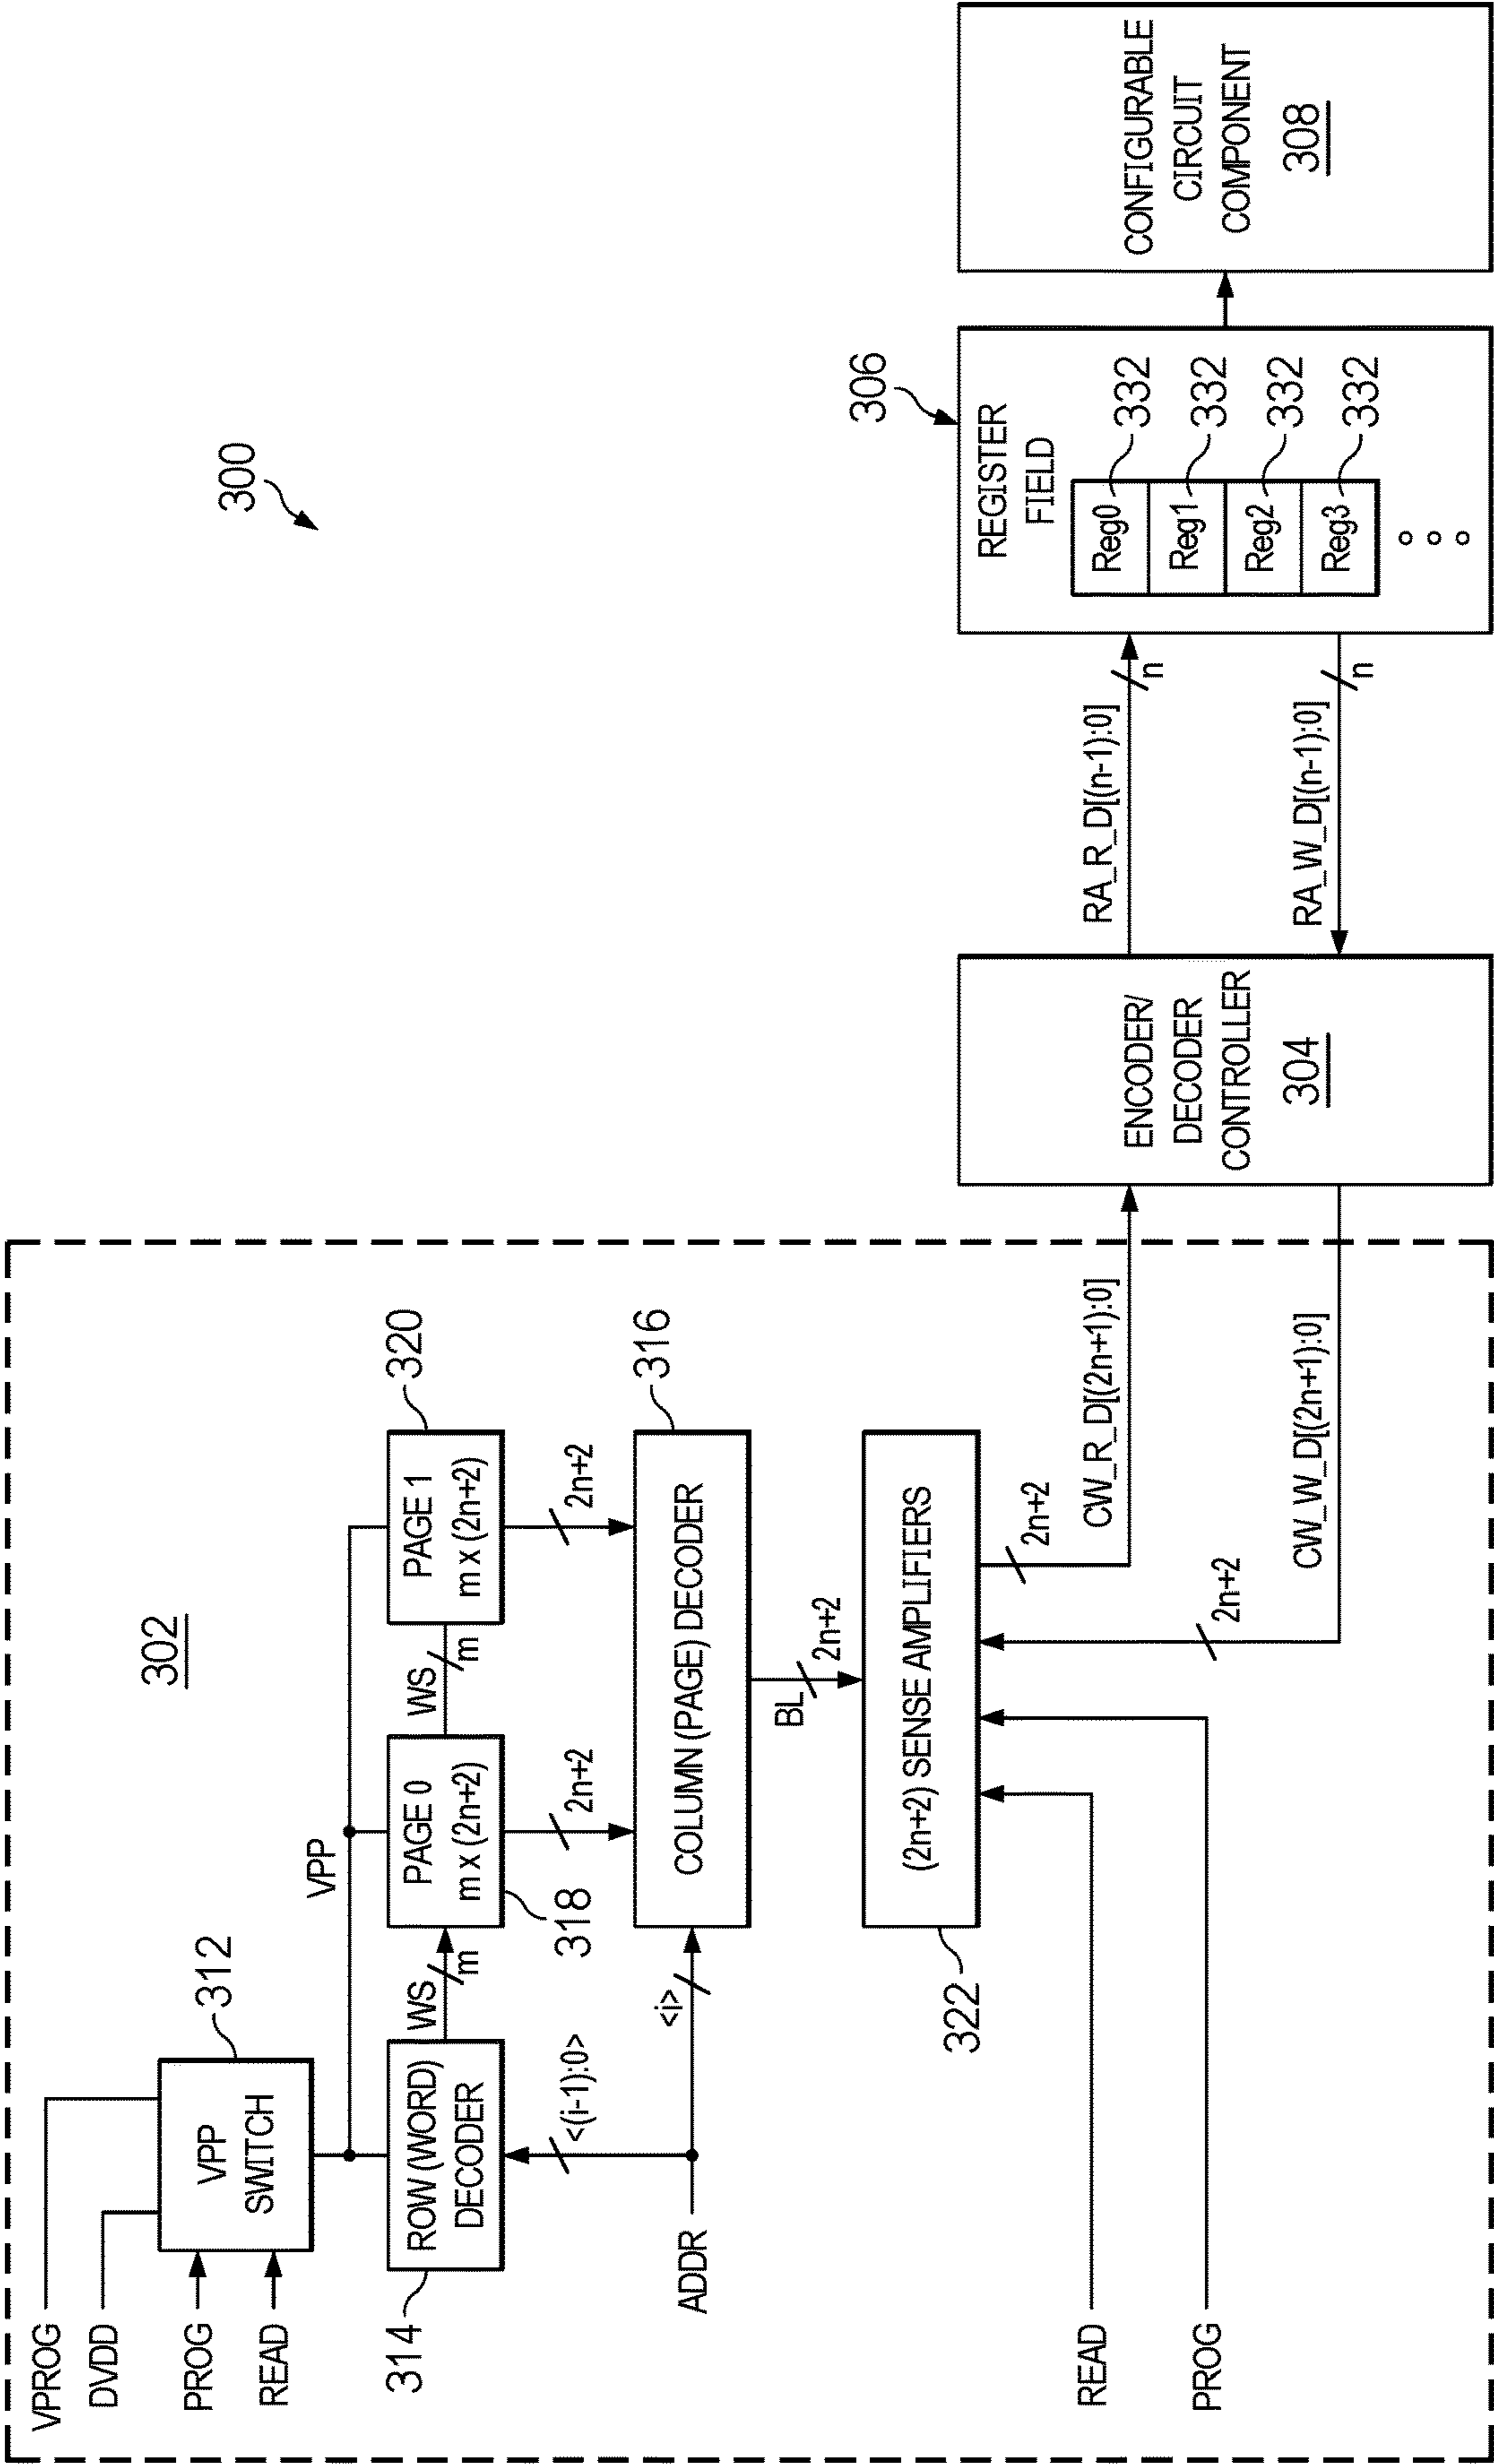 300
302
VPROG
DVDD
PROG
READ
VPP
SWITCH
312
VPP
314
ROW (WORD)
DECODER
WS
m
PAGE 0
m x (2n+2)
318
WS
m
PAGE 1
m x (2n+2)
320
<(i-1):0>
2n+2
2n+2
ADDR
<i>
COLUMN (PAGE) DECODER
316
BL
2n+2
322
(2n+2) SENSE AMPLIFIERS
READ
PROG
2n+2
2n+2
CW_R_D[(2n+1):0]
CW_W_D[(2n+1):0]
ENCODER/
DECODER
CONTROLLER
304
RA_R_D[(n-1):0]
n
RA_W_D[(n-1):0]
n
306
REGISTER
FIELD
Reg0
332
Reg1
332
Reg2
332
Reg3
332
CONFIGURABLE
CIRCUIT
COMPONENT
308